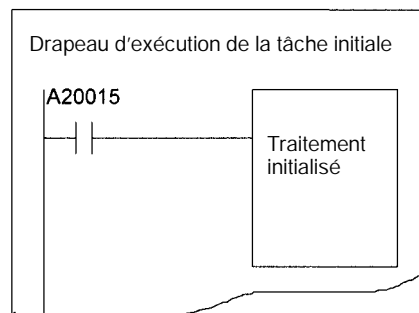 Drapeau d'exécution de la tâche initiale
A20015
Traitement
initialisé